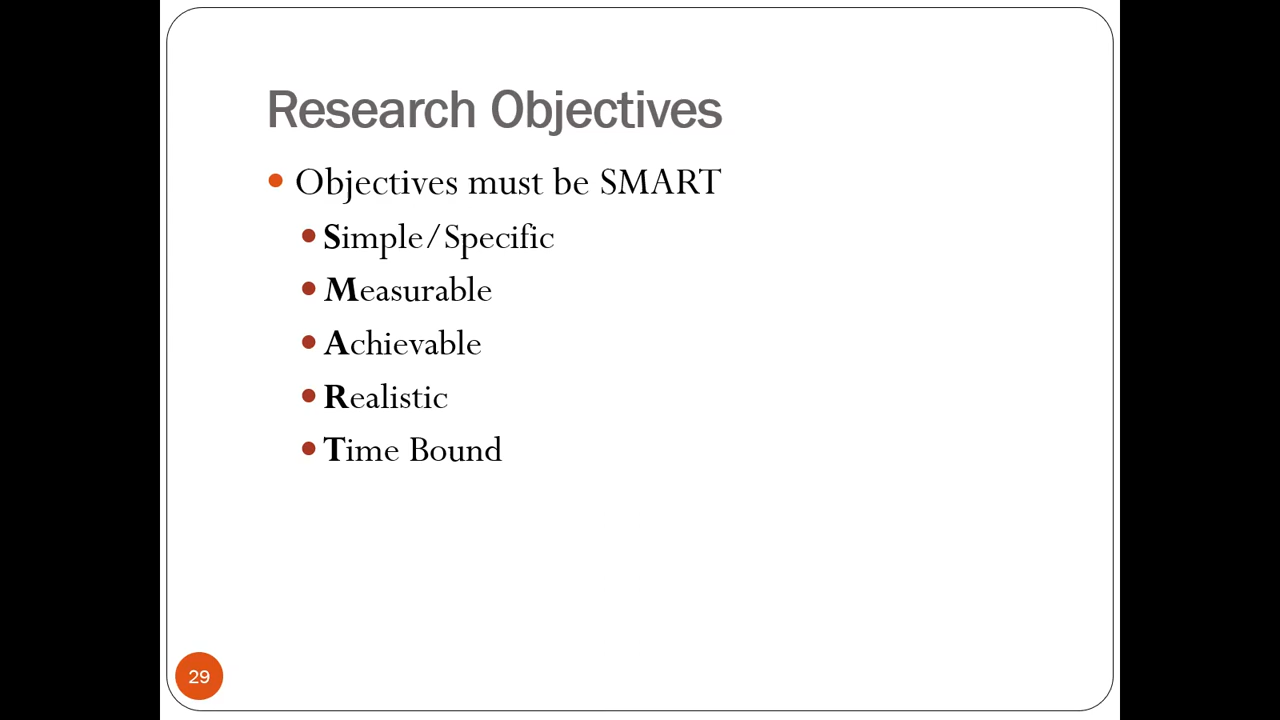 Research Objectives
Objectives must be SMART
Simple/Specific
Measurable
Achievable
Realistic
Time Bound
29